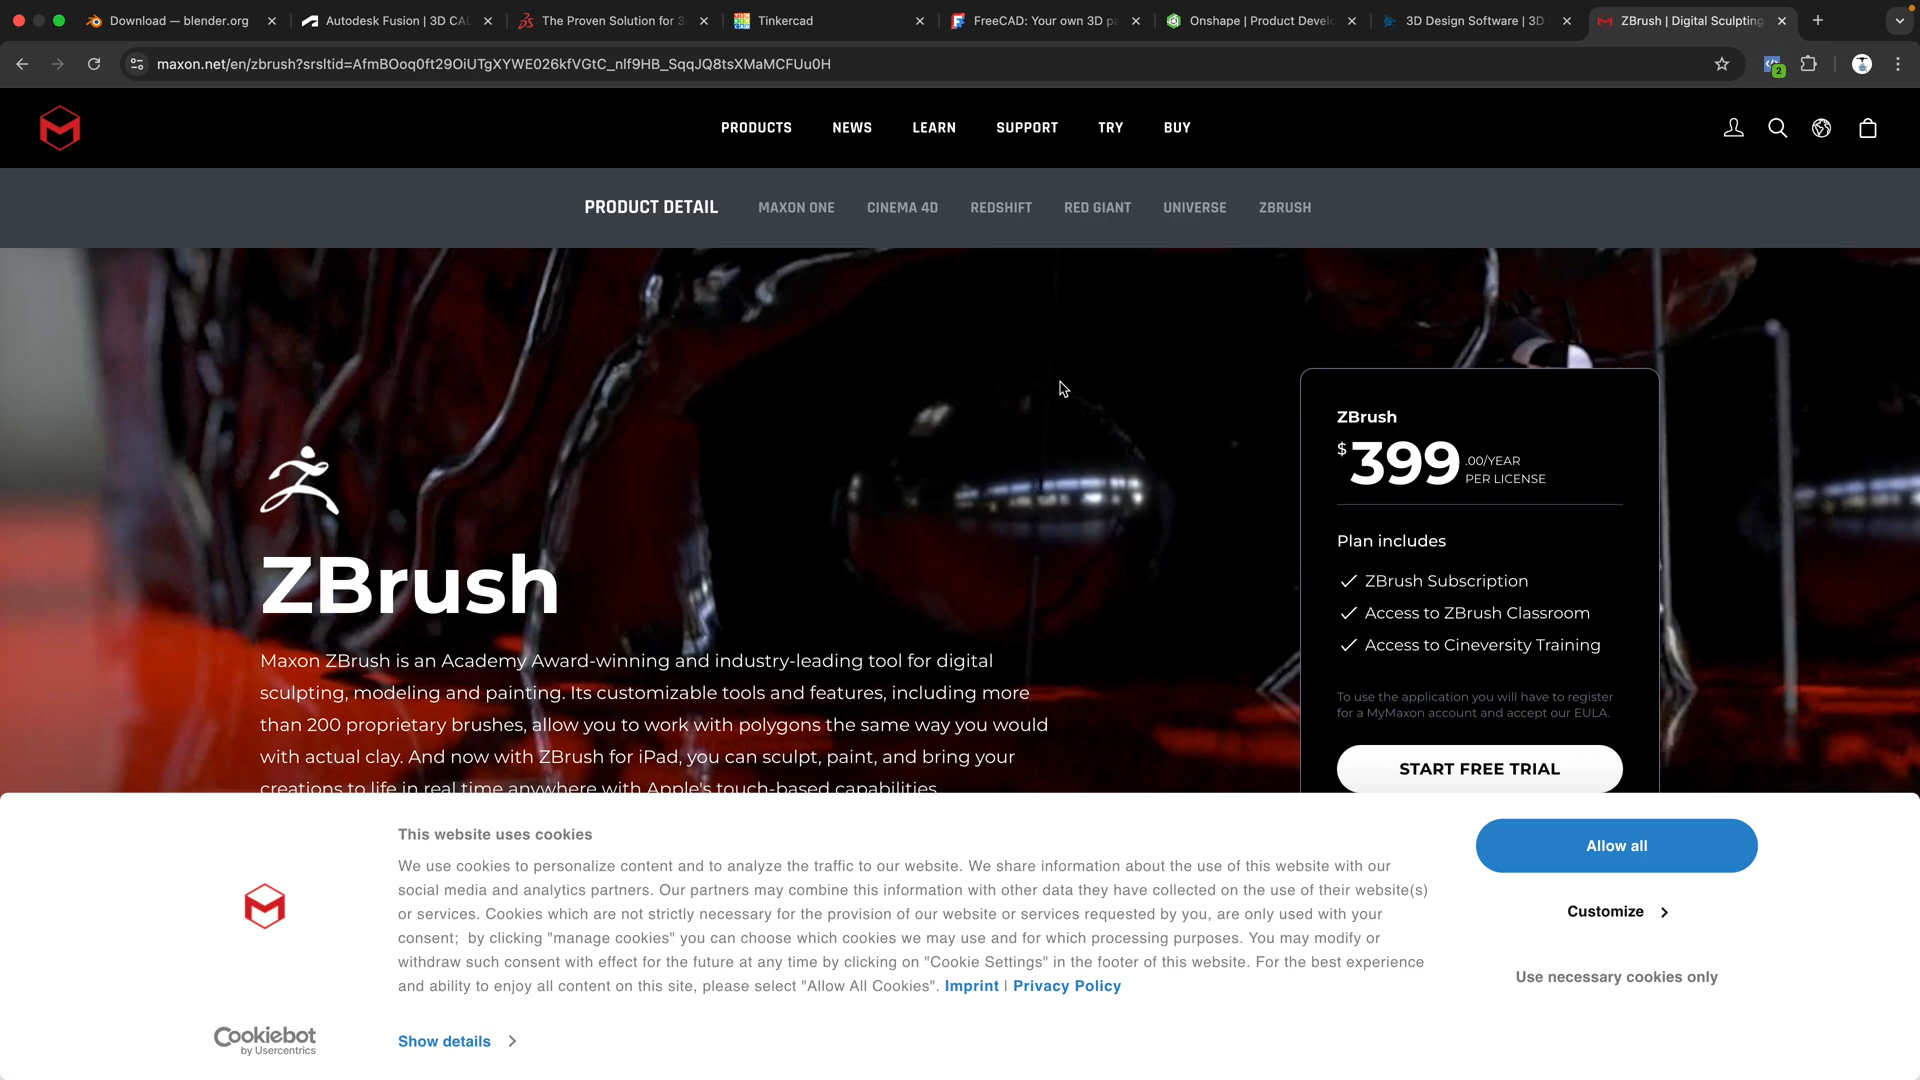 Download — blender.org
Autodesk Fusion | 3D CA
The Proven Solution for 3
Tinkercad
FreeCAD: Your own 3D pa
Onshape | Product Develo
3D Design Software | 3D
ZBrush | Digital Sculpting
maxon.net/en/zbrush?srsltid=AfmBOoq0ft29OiUTgXYWE026kfVGtC_nlf9HB_SqqJQ8tsXMaMCFUu0H
2
PRODUCTS NEWS LEARN SUPPORT TRY BUY
PRODUCT DETAIL MAXON ONE CINEMA 4D REDSHIFT RED GIANT UNIVERSE ZBRUSH
ZBrush
Maxon ZBrush is an Academy Award-winning and industry-leading tool for digital
sculpting, modeling and painting. Its customizable tools and features, including more
than 200 proprietary brushes, allow you to work with polygons the same way you would
with actual clay. And now with ZBrush for iPad, you can sculpt, paint, and bring your
creations to life in real time anywhere with Apple's touch-based capabilities.
ZBrush
$399.00/YEAR
PER LICENSE
Plan includes
ZBrush Subscription
Access to ZBrush Classroom
Access to Cineversity Training
To use the application you will have to register
for a MyMaxon account and accept our EULA.
START FREE TRIAL
This website uses cookies
We use cookies to personalize content and to analyze the traffic to our website. We share information about the use of this website with our
social media and analytics partners. Our partners may combine this information with other data they have collected on the use of their website(s)
or services. Cookies which are not strictly necessary for the provision of our website or services requested by you, are only used with your
consent;  by clicking "manage cookies" you can choose which cookies we may use and for which processing purposes. You may modify or
withdraw such consent with effect for the future at any time by clicking on "Cookie Settings" in the footer of this website. For the best experience
and ability to enjoy all content on this site, please select "Allow All Cookies". Imprint | Privacy Policy
Show details
Cookiebot
by Usercentrics
Allow all
Customize
Use necessary cookies only